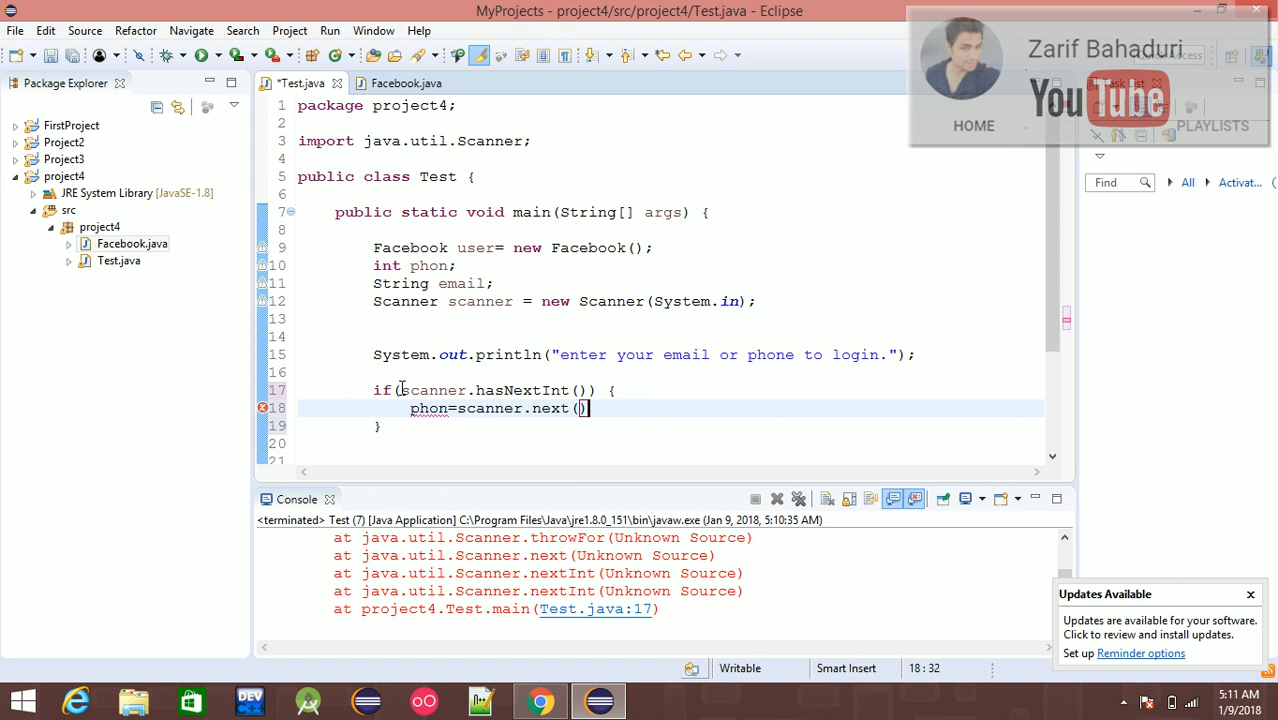 MyProjects - project4/src/project4/Test.java - Eclipse
File Edit Source Refactor Navigate Search Project Run Window Help
Zarif Bahaduri
You Tube
HOME PLAYLISTS
Package Explorer
*Test.java Facebook.java
FirstProject
Project2
Project3
project4
JRE System Library [JavaSE-1.8]
src
project4
Facebook.java
Test.java
1 package project4;
2
3 import java.util.Scanner;
4
5 public class Test {
6
7 public static void main(String[] args) {
8
9 Facebook user= new Facebook();
10 int phon;
11 String email;
12 Scanner scanner = new Scanner(System.in);
13
14
15 System.out.println("enter your email or phone to login.");
16
17 if(scanner.hasNextInt()) {
18 phon=scanner.next()
19 }
20
21
Find All Activat...
Console
<terminated> Test (7) [Java Application] C:\Program Files\Java\jre1.8.0_151\bin\javaw.exe (Jan 9, 2018, 5:10:35 AM)
at java.util.Scanner.throwFor(Unknown Source)
at java.util.Scanner.next(Unknown Source)
at java.util.Scanner.nextInt(Unknown Source)
at java.util.Scanner.nextInt(Unknown Source)
at project4.Test.main(Test.java:17)
Updates Available
Updates are available for your software.
Click to review and install updates.
Set up Reminder options
Writable Smart Insert 18 : 32
DEV
5:11 AM
1/9/2018